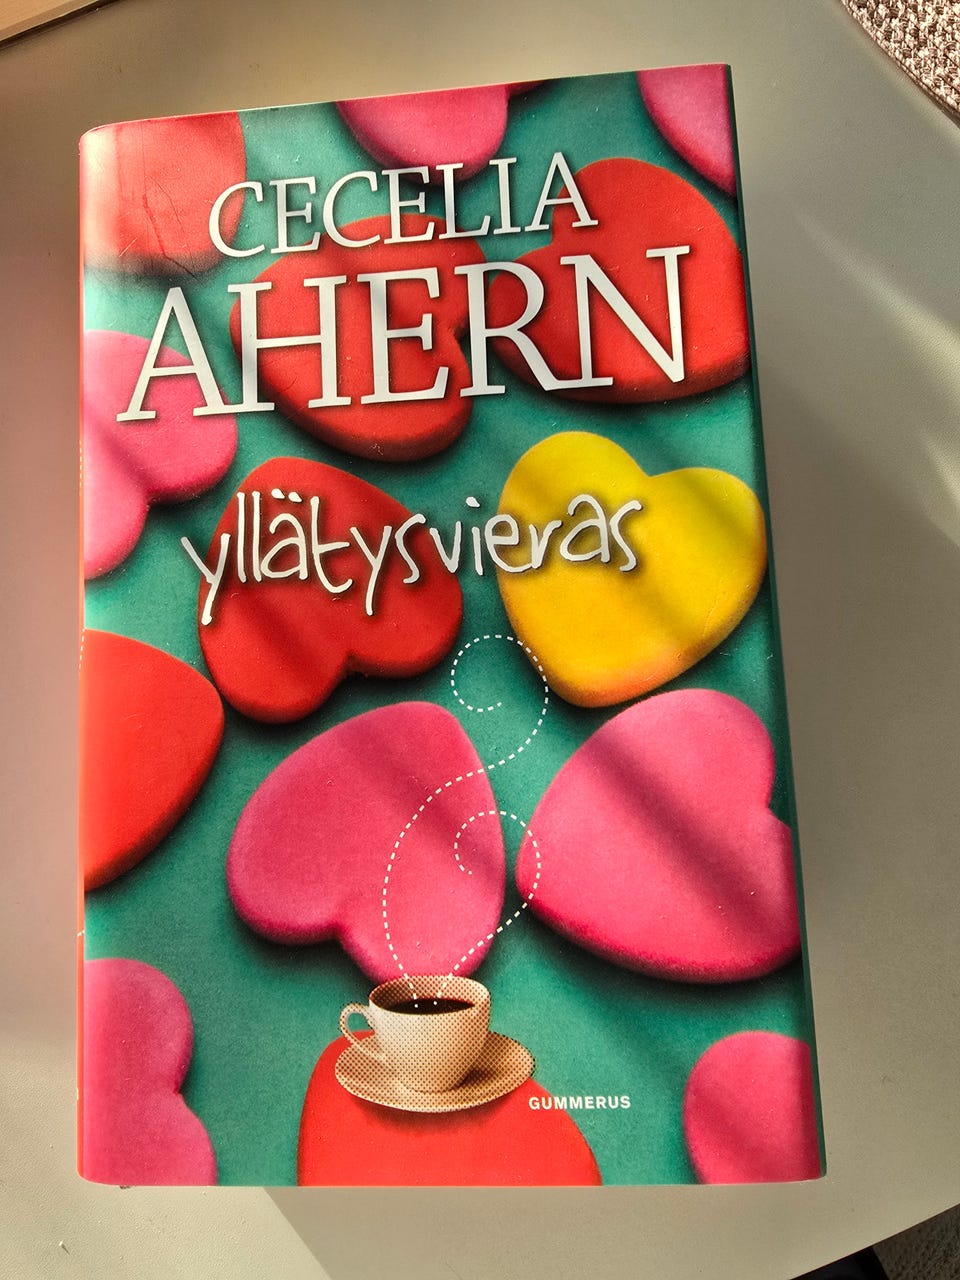 CECELIA
AHERN
yllätysvieras
GUMMERUS